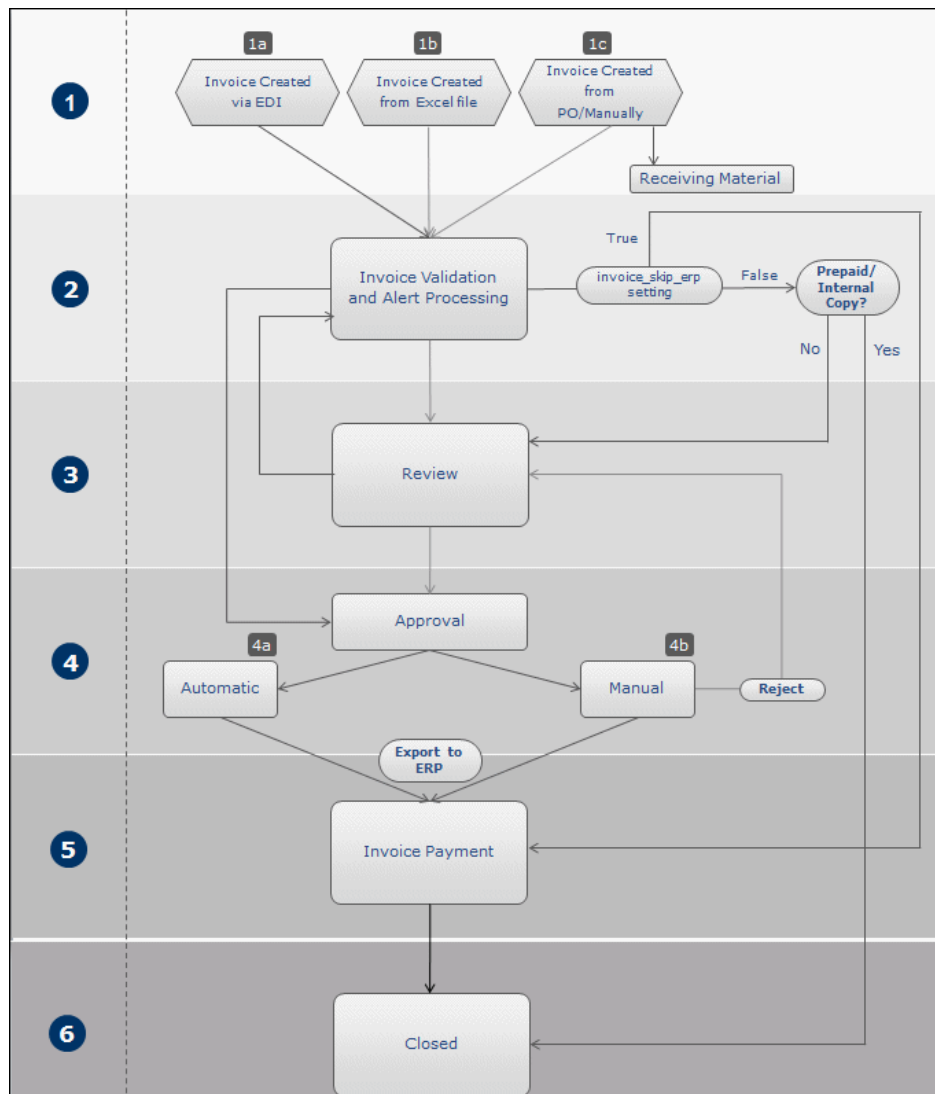 1a
1b
1c
1
Invoice Created
via EDI
Invoice Created
from Excel file
Invoice Created
from
PO/Manually
Receiving Material
True
2
Invoice Validation
and Alert Processing
invoice_skip_erp
setting
False
Prepaid/
Internal
Copy?
No
Yes
3
Review
Approval
4
4a
4b
Automatic
Manual
Reject
Export to
ERP
5
Invoice Payment
6
Closed